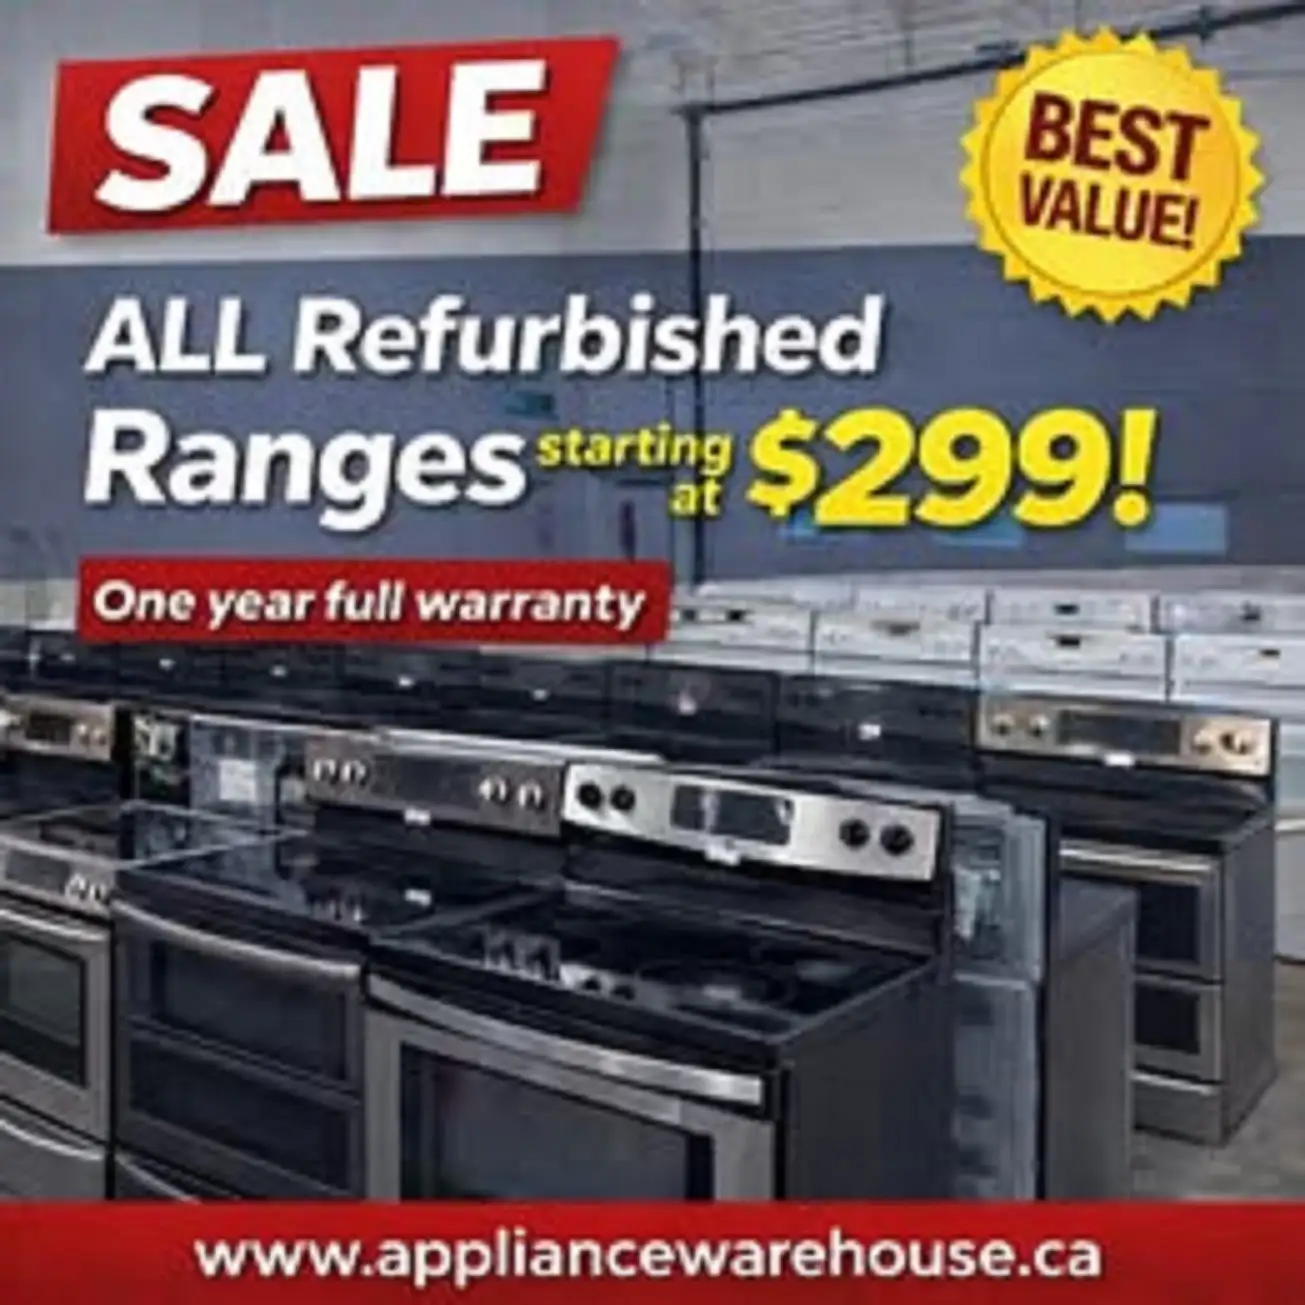 SALE
BEST
VALUE!
ALL Refurbished
Ranges starting at $299!
One year full warranty
www.appliancewarehouse.ca